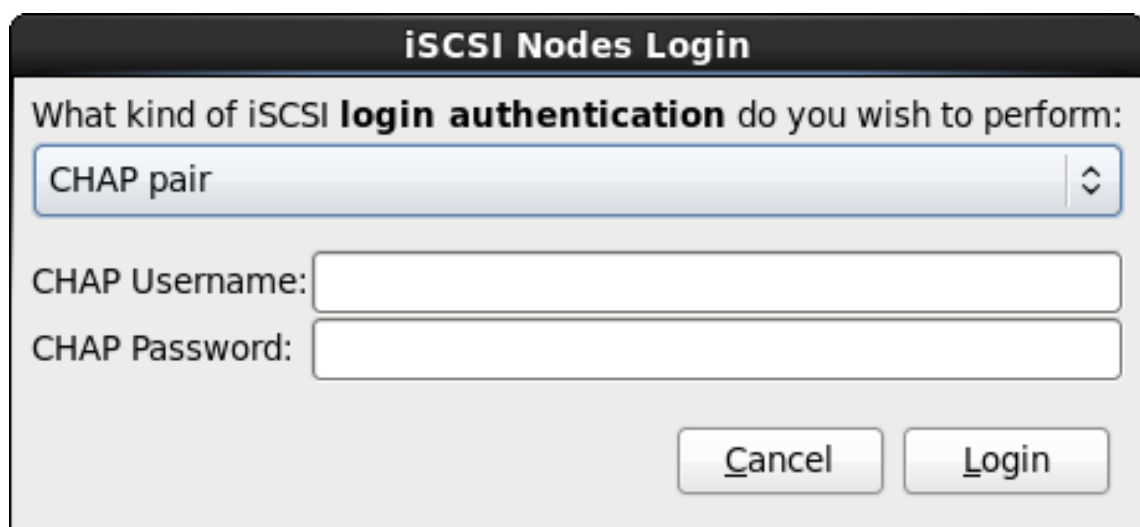 iSCSI Nodes Login
What kind of iSCSI login authentication do you wish to perform:
CHAP pair
CHAP Username:
CHAP Password:
Cancel Login